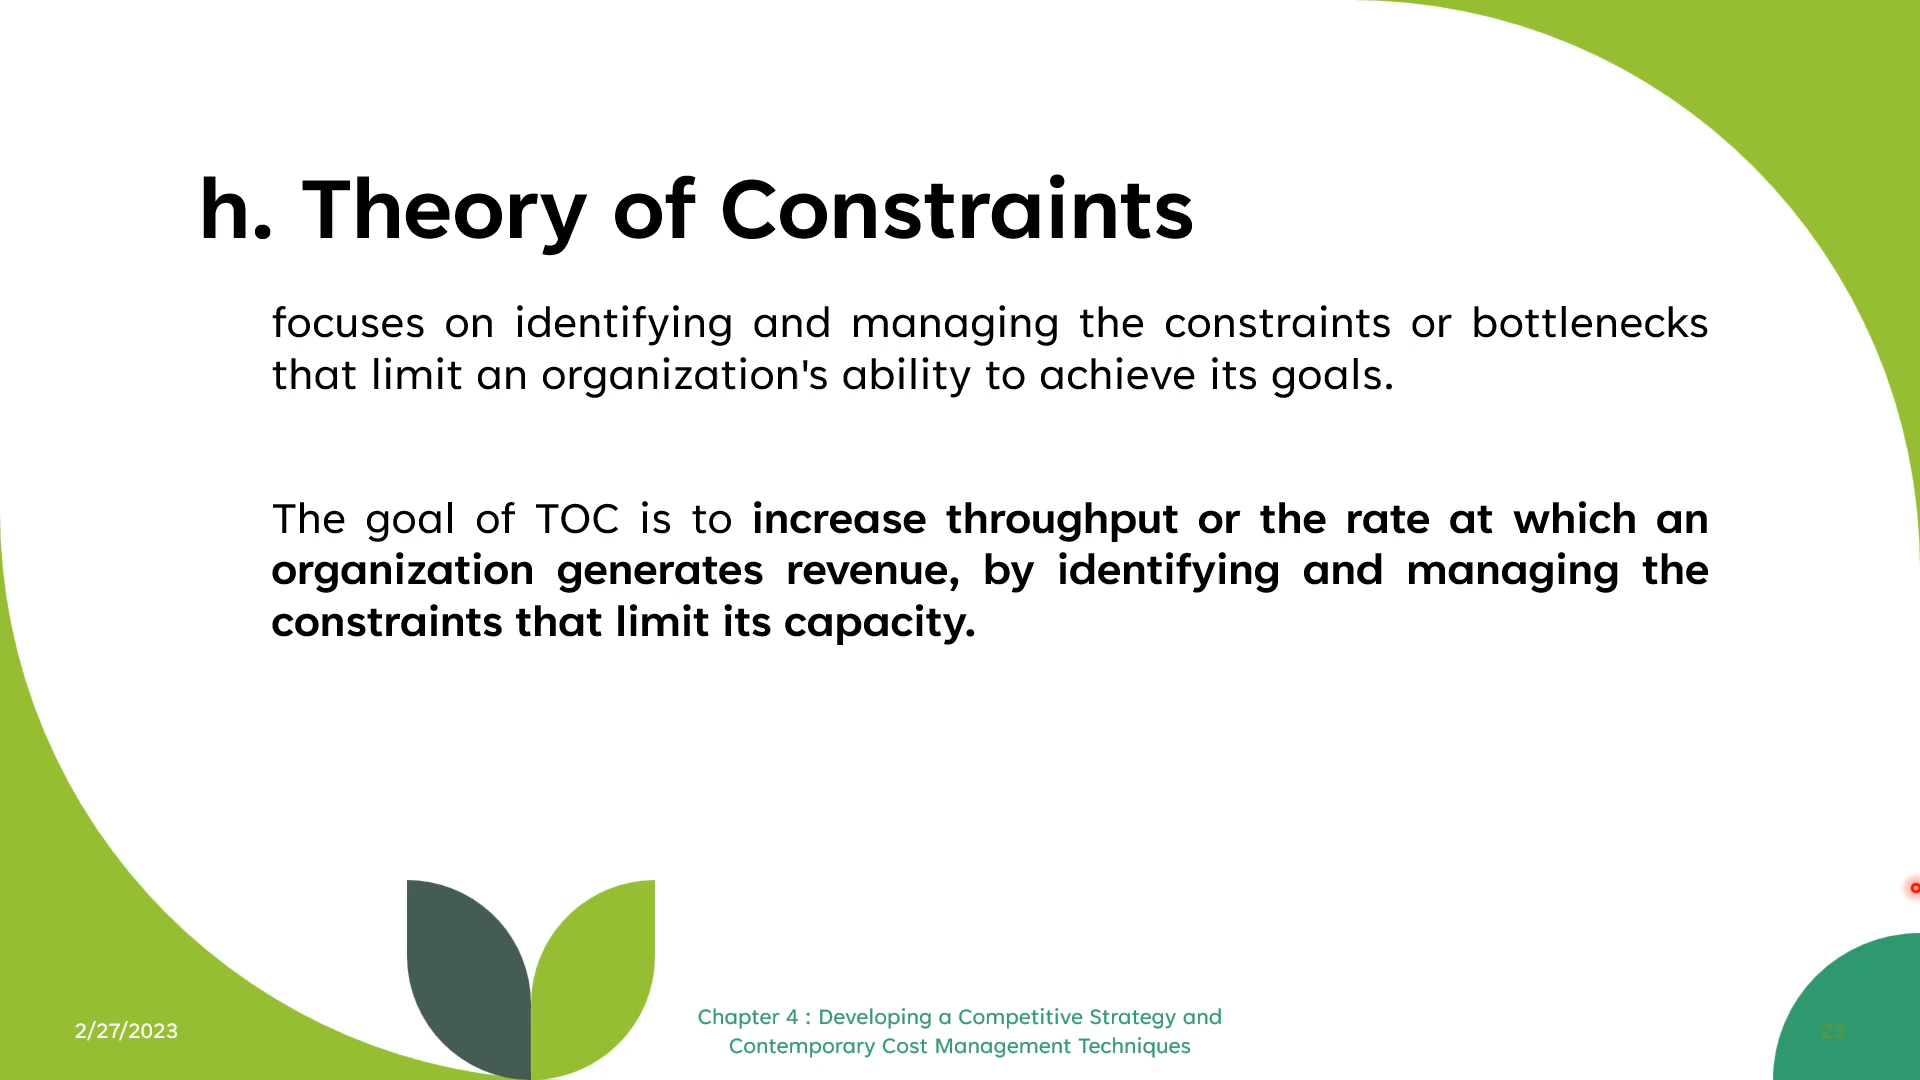 h. Theory of Constraints
focuses on identifying and managing the constraints or bottlenecks
that limit an organization's ability to achieve its goals.
The goal of TOC is to increase throughput or the rate at which an
organization generates revenue, by identifying and managing the
constraints that limit its capacity.
2/27/2023
Chapter 4 : Developing a Competitive Strategy and
Contemporary Cost Management Techniques
23